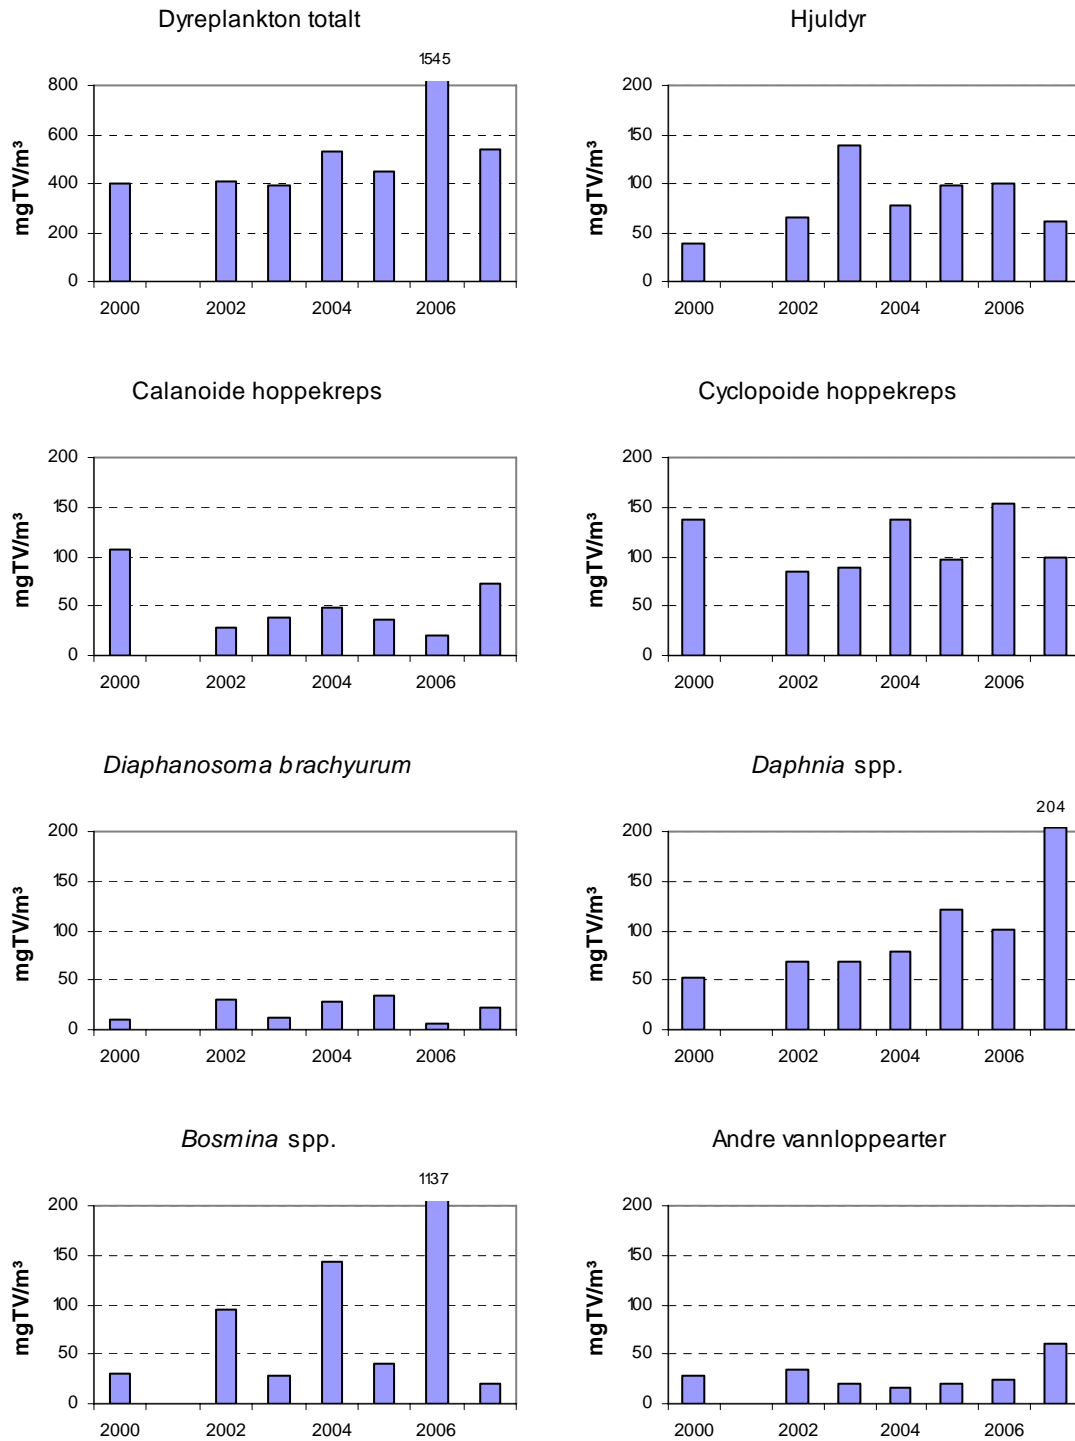 Dyreplankton totalt
1545
800
600
400
200
0
mgTV/m³
2000 2002 2004 2006
Hjuldyr
200
150
100
50
0
mgTV/m³
2000 2002 2004 2006
Calanoide hoppekreps
200
150
100
50
0
mgTV/m³
2000 2002 2004 2006
Cyclopoide hoppekreps
200
150
100
50
0
mgTV/m³
2000 2002 2004 2006
Diaphanosoma brachyurum
200
150
100
50
0
mgTV/m³
2000 2002 2004 2006
Daphnia spp.
204
200
150
100
50
0
mgTV/m³
2000 2002 2004 2006
Bosmina spp.
1137
200
150
100
50
0
mgTV/m³
2000 2002 2004 2006
Andre vannloppearter
200
150
100
50
0
mgTV/m³
2000 2002 2004 2006